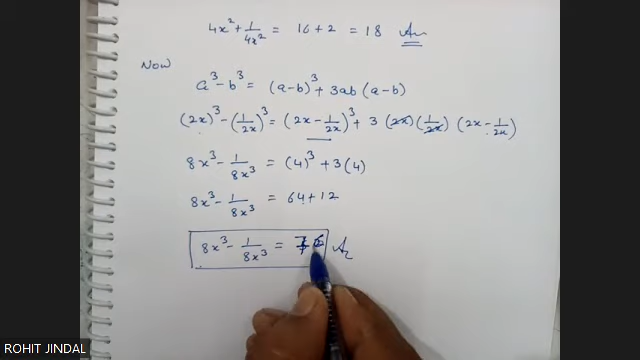 4x² + 1/4x² = 16 + 2 = 18 Ans
Now
a³ - b³ = (a-b)³ + 3ab (a-b)
(2x)³ - (1/2x)³ = (2x - 1/2x)³ + 3 (2x) (1/2x) (2x - 1/2x)
8x³ - 1/8x³ = (4)³ + 3(4)
8x³ - 1/8x³ = 64 + 12
8x³ - 1/8x³ =
ROHIT JINDAL